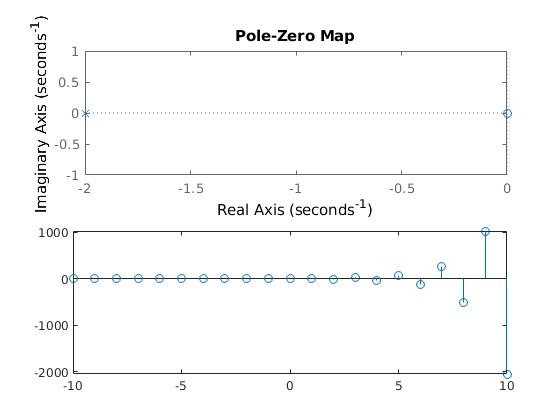 Pole-Zero Map
Imaginary Axis (seconds-1)
1
0.5
0
-0.5
-1
-2 -1.5 -1 -0.5 0
Real Axis (seconds-1)
1000
0
-1000
-2000
-10 -5 0 5 10